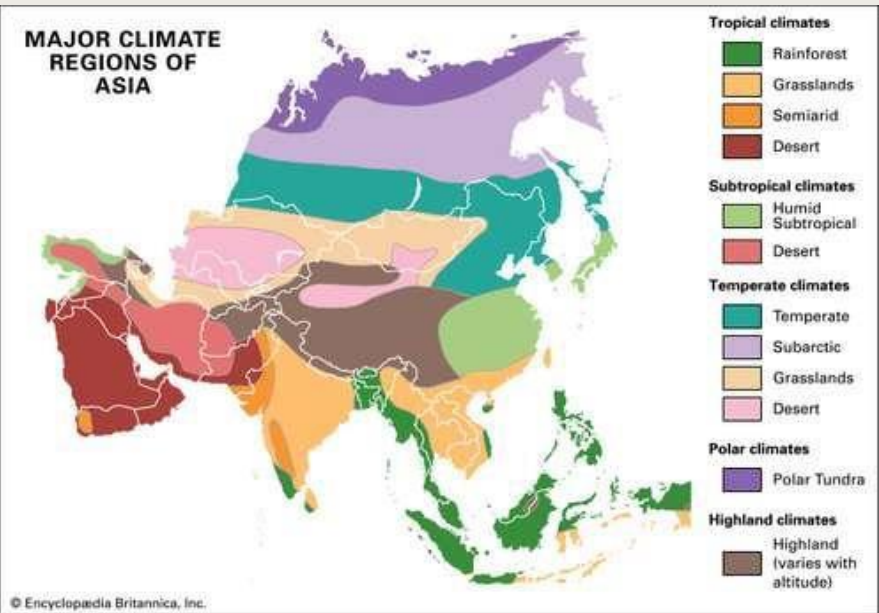 MAJOR CLIMATE
REGIONS OF
ASIA
Tropical climates
Rainforest
Grasslands
Semiarid
Desert
Subtropical climates
Humid
Subtropical
Desert
Temperate climates
Temperate
Subarctic
Grasslands
Desert
Polar climates
Polar Tundra
Highland climates
Highland
(varies with
altitude)
© Encyclopædia Britannica, Inc.